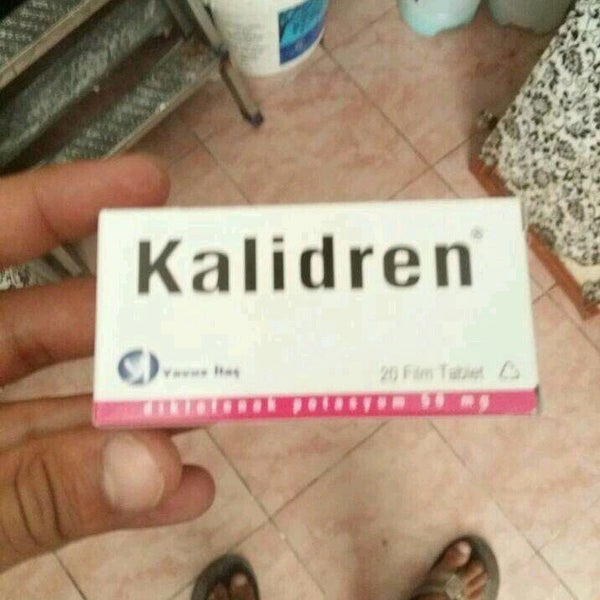 Kalidren®
Yavuz İlaç
20 Film Tablet
diklofenak potasyum 50 mg